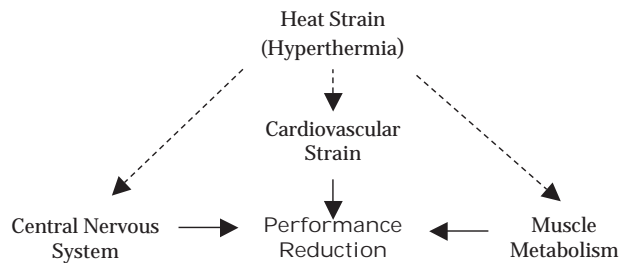 Heat Strain
(Hyperthermia)
Cardiovascular
Strain
Central Nervous
System
Performance
Reduction
Muscle
Metabolism